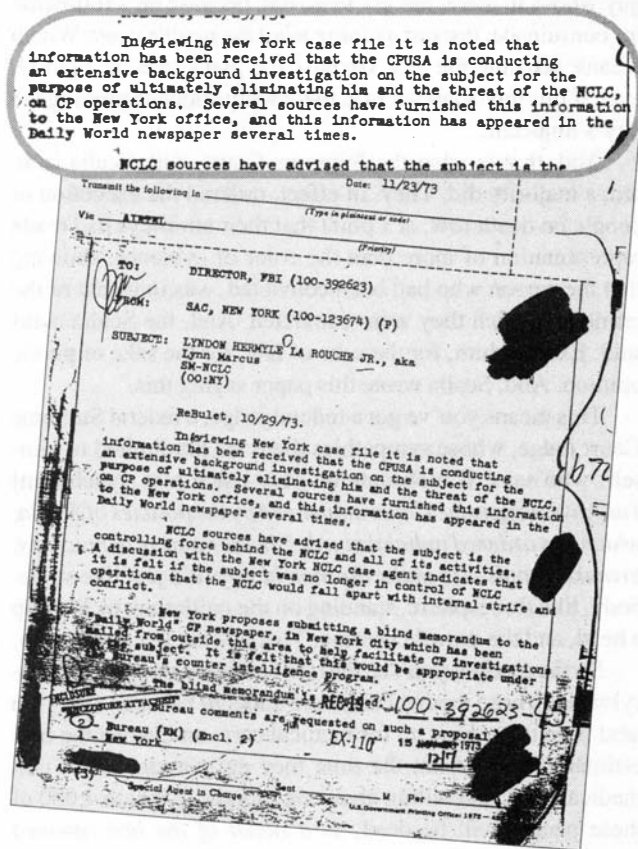 In reviewing New York case file it is noted that
information has been received that the CPUSA is conducting
an extensive background investigation on the subject for the
purpose of ultimately eliminating him and the threat of the NCLC,
on CP operations. Several sources have furnished this information
to the New York office, and this information has appeared in the
Daily World newspaper several times.
NCLC sources have advised that the subject is the
Date: 11/23/73
Transmit the following in
(Type in plaintext or code)
Via AIRTEL
(Priority)
TO: DIRECTOR, FBI (100-392623)
FROM: SAC, NEW YORK (100-123674) (P)
SUBJECT: LYNDON HERMYLE LA ROUCHE JR., aka
Lynn Marcus
SM-NCLC
(OO:NY)
ReBulet, 10/29/73.
In reviewing New York case file it is noted that
information has been received that the CPUSA is conducting
an extensive background investigation on the subject for the
purpose of ultimately eliminating him and the threat of the NCLC,
on CP operations. Several sources have furnished this information
to the New York office, and this information has appeared in the
Daily World newspaper several times.
NCLC sources have advised that the subject is the
controlling force behind the NCLC and all of its activities.
A discussion with the New York NCLC case agent indicates that
it is felt if the subject was no longer in control of NCLC
operations that the NCLC would fall apart with internal strife and
conflict.
New York proposes submitting a blind memorandum to the
"Daily World" CP newspaper, in New York City which has been
mailed from outside this area to help facilitate CP investigations
on the subject. It is felt that this would be appropriate under
the Bureau's counter intelligence program.
The blind memorandum is
ENCLOSURE
ENCLOSURE ATTACHED
REC-19 100-392623
Bureau comments are requested on such a proposal.
2 Bureau (RM) (Encl. 2)
New York
EX-110
15 1973
Special Agent in Charge
Sent
M Per
U.S. Government Printing Office: 1972
b7C